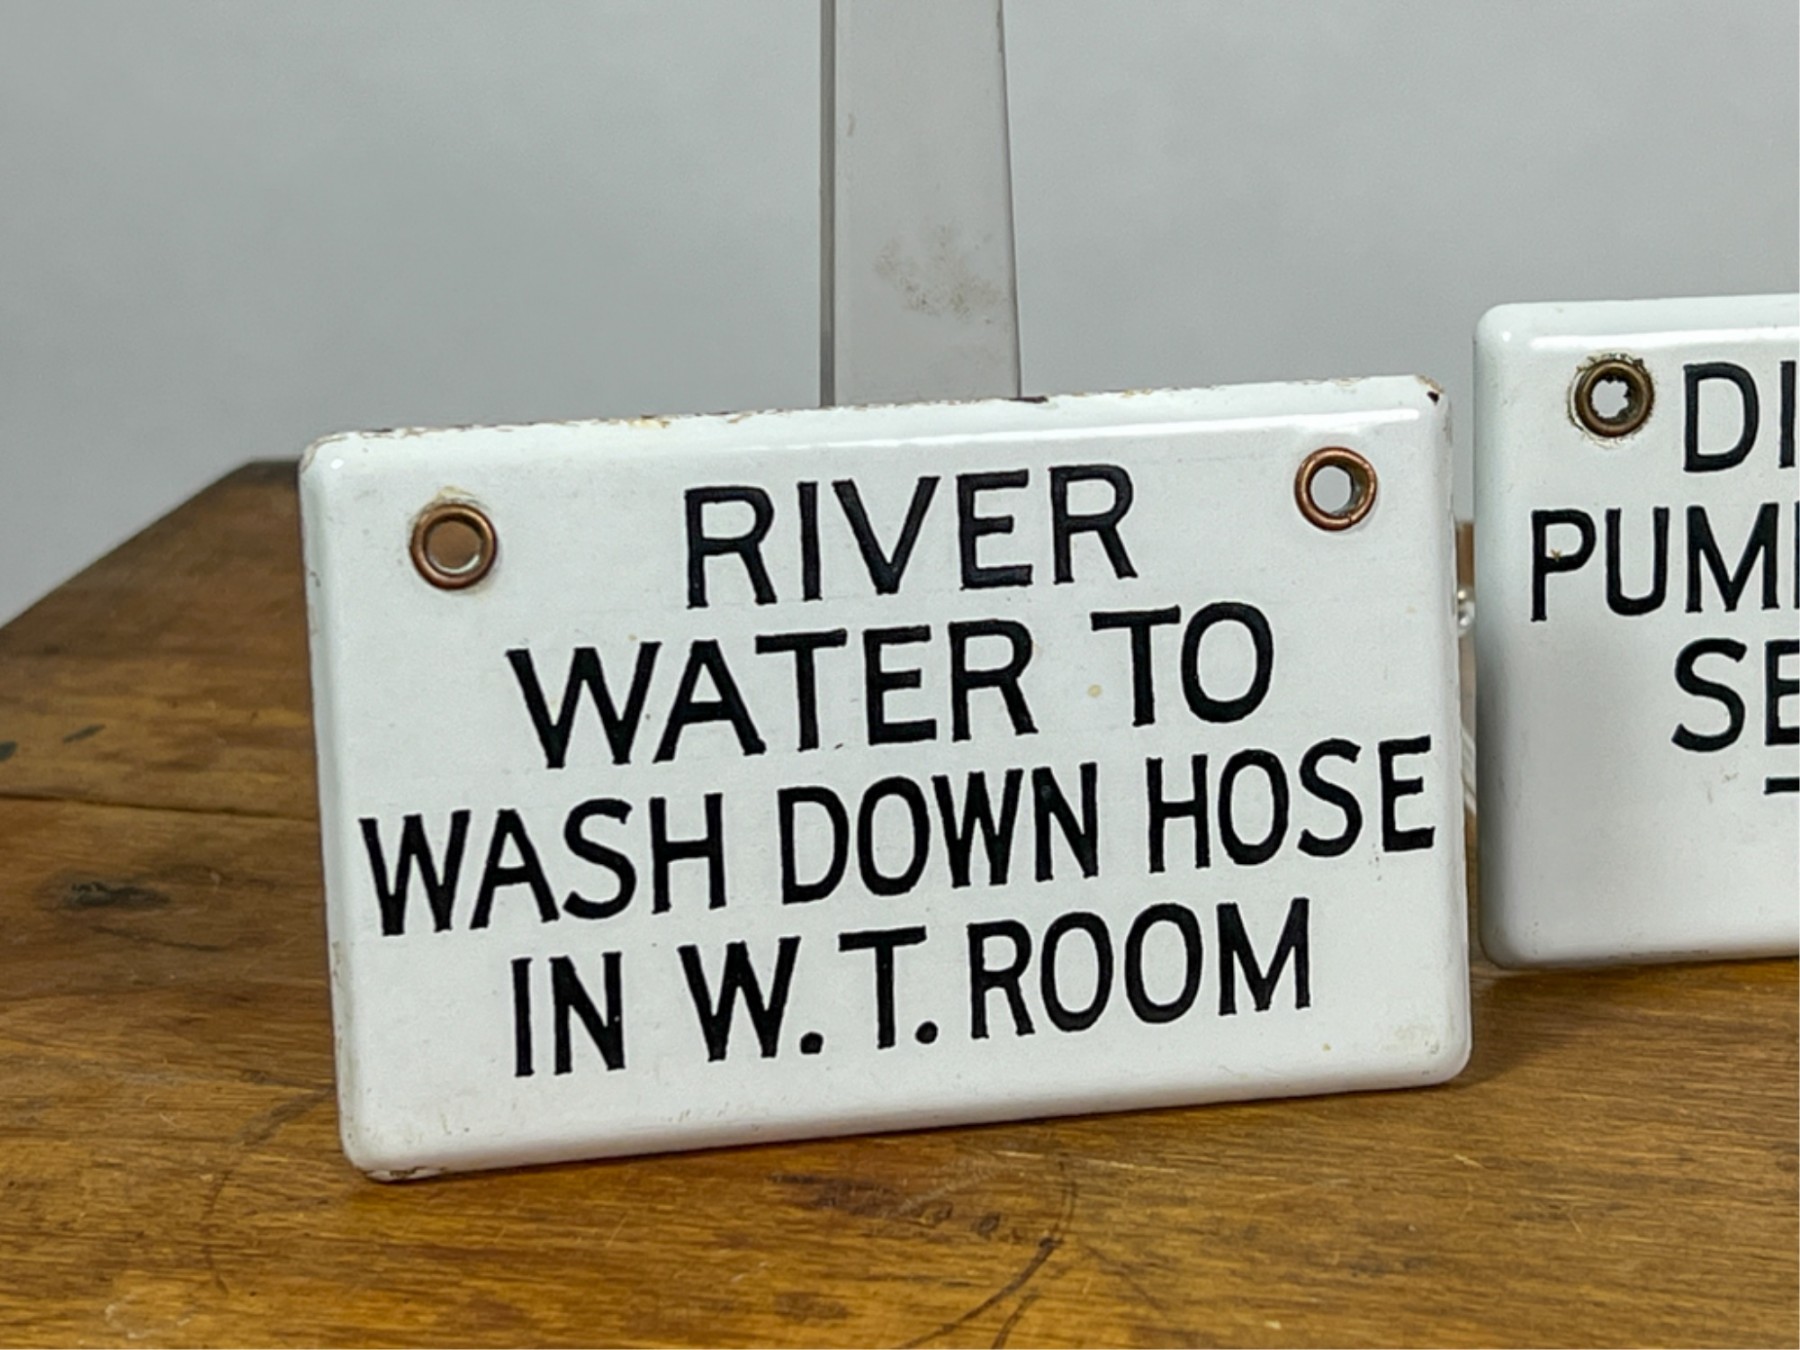 RIVER
WATER TO
WASH DOWN HOSE
IN W.T. ROOM